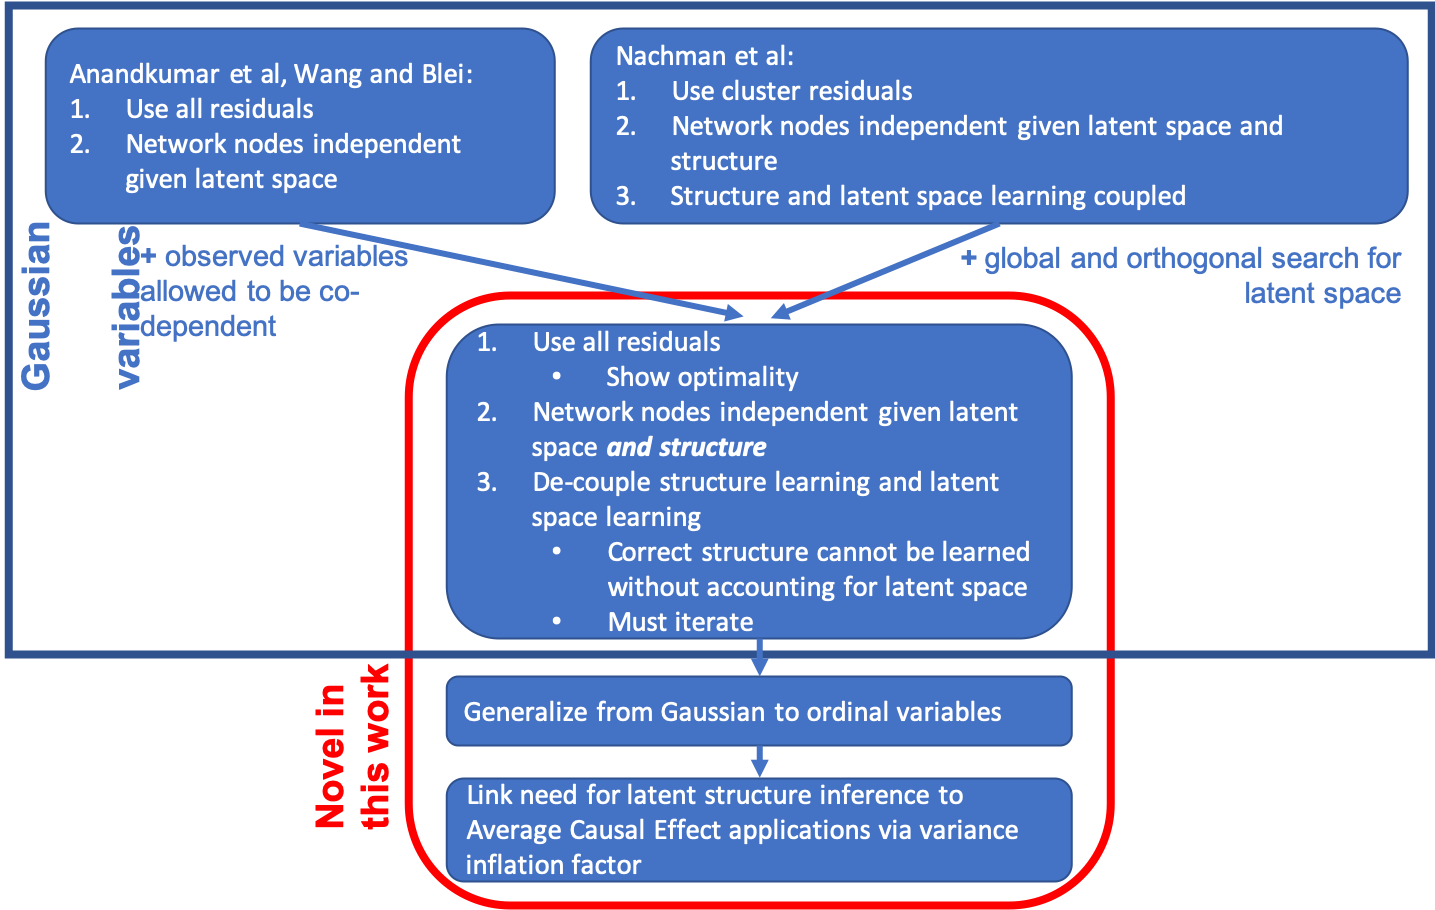 Anandkumar et al, Wang and Blei:
1. Use all residuals
2. Network nodes independent
given latent space
Nachman et al:
1. Use cluster residuals
2. Network nodes independent given latent space and
structure
3. Structure and latent space learning coupled
Gaussian
variables
+ observed variables
allowed to be co-
dependent
+ global and orthogonal search for
latent space
1. Use all residuals
• Show optimality
2. Network nodes independent given latent
space and structure
3. De-couple structure learning and latent
space learning
• Correct structure cannot be learned
without accounting for latent space
• Must iterate
Novel in
this work
Generalize from Gaussian to ordinal variables
Link need for latent structure inference to
Average Causal Effect applications via variance
inflation factor